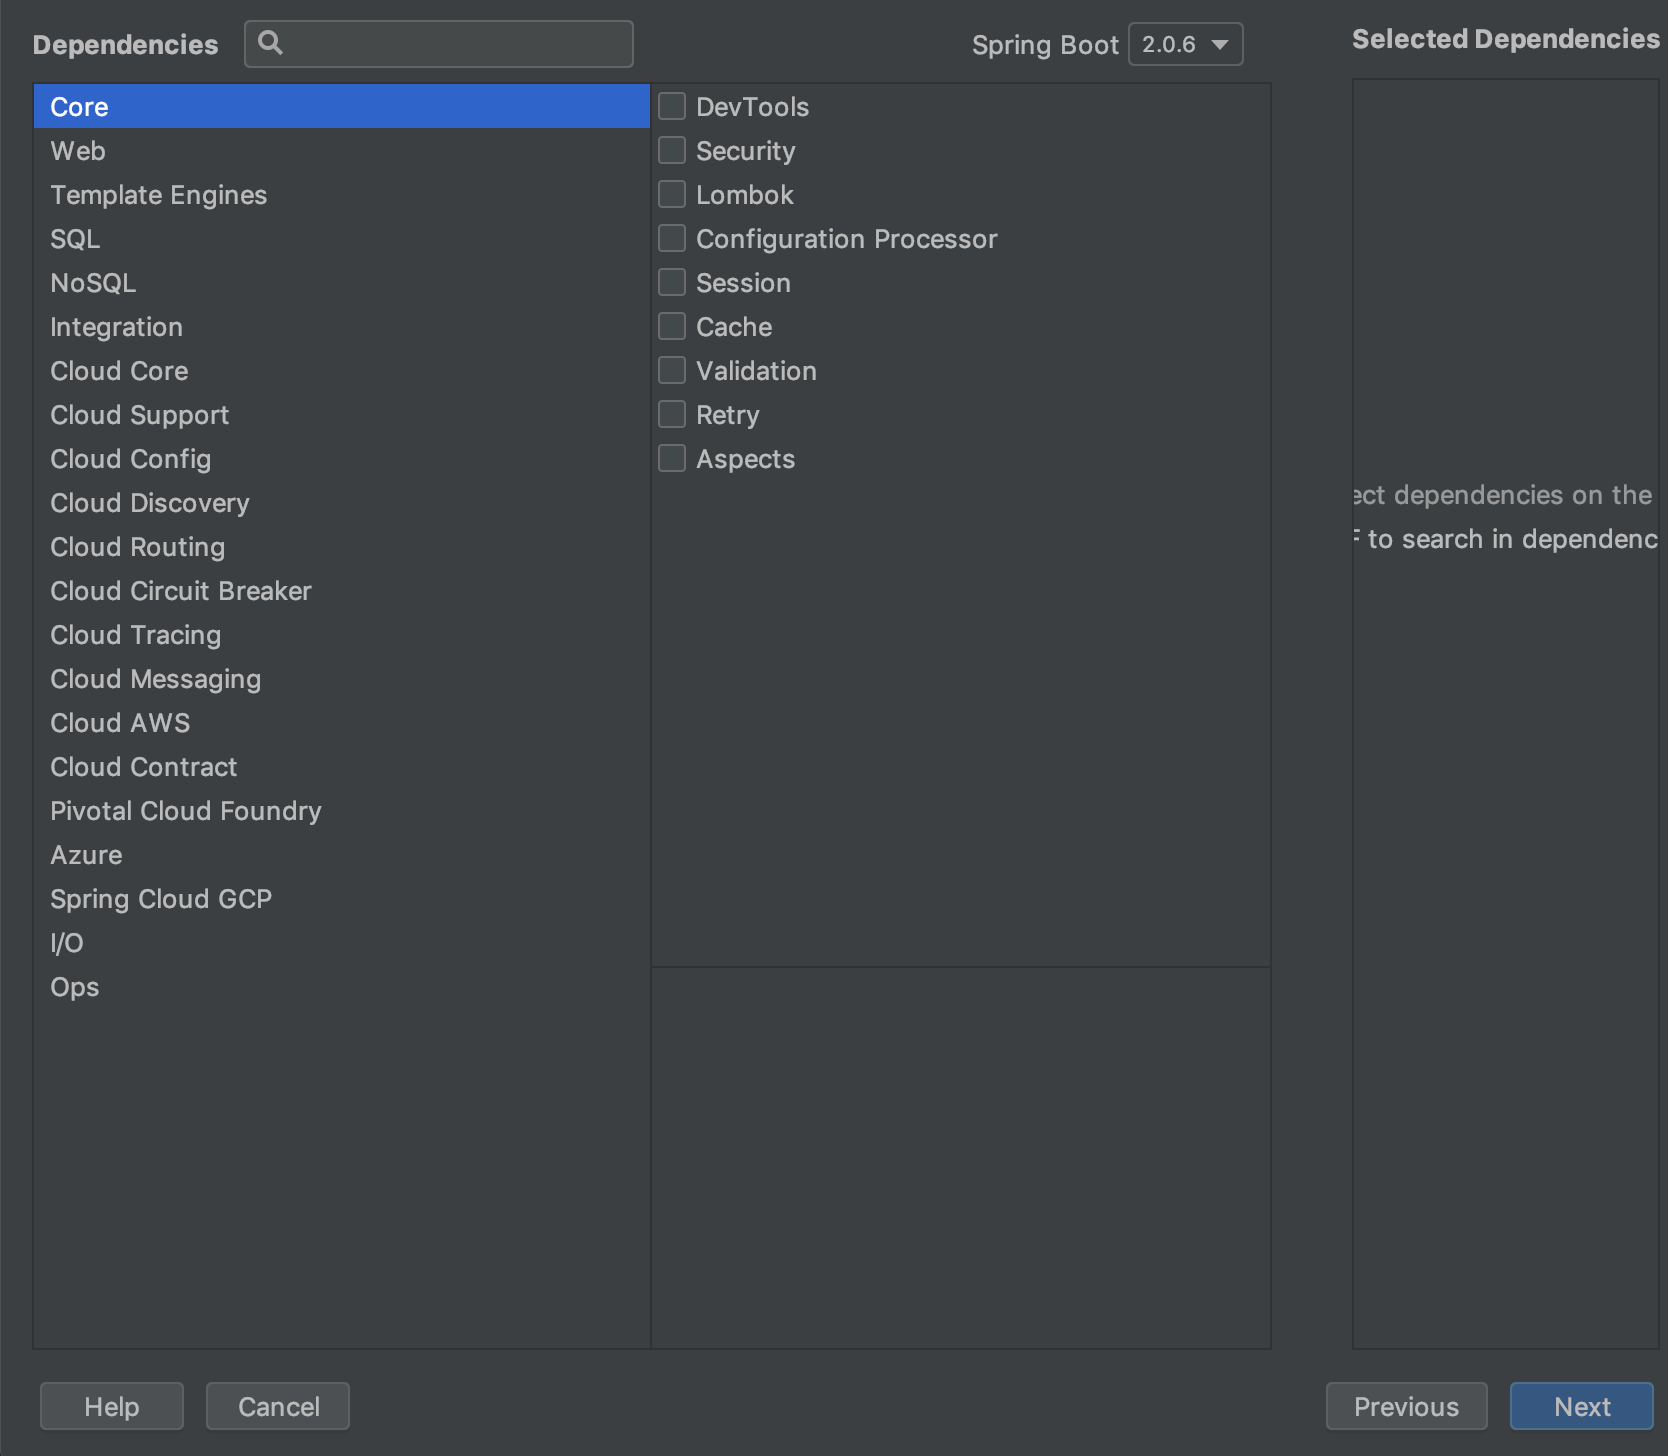 Dependencies
Spring Boot 2.0.6
Selected Dependencies
Core
Web
Template Engines
SQL
NoSQL
Integration
Cloud Core
Cloud Support
Cloud Config
Cloud Discovery
Cloud Routing
Cloud Circuit Breaker
Cloud Tracing
Cloud Messaging
Cloud AWS
Cloud Contract
Pivotal Cloud Foundry
Azure
Spring Cloud GCP
I/O
Ops
DevTools
Security
Lombok
Configuration Processor
Session
Cache
Validation
Retry
Aspects
ect dependencies on the
to search in dependenc
Help
Cancel
Previous
Next